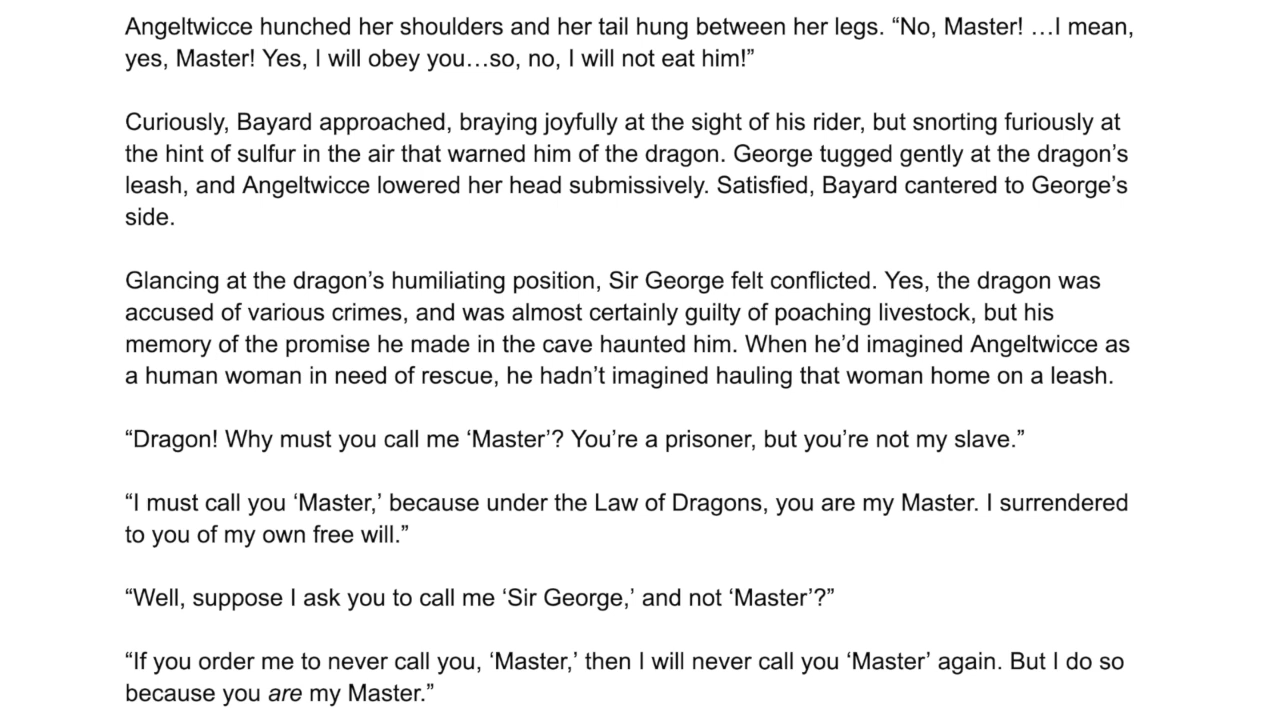 Angeltwicce hunched her shoulders and her tail hung between her legs. “No, Master! …I mean,
yes, Master! Yes, I will obey you…so, no, I will not eat him!”
Curiously, Bayard approached, braying joyfully at the sight of his rider, but snorting furiously at
the hint of sulfur in the air that warned him of the dragon. George tugged gently at the dragon’s
leash, and Angeltwicce lowered her head submissively. Satisfied, Bayard cantered to George’s
side.
Glancing at the dragon’s humiliating position, Sir George felt conflicted. Yes, the dragon was
accused of various crimes, and was almost certainly guilty of poaching livestock, but his
memory of the promise he made in the cave haunted him. When he’d imagined Angeltwicce as
a human woman in need of rescue, he hadn’t imagined hauling that woman home on a leash.
“Dragon! Why must you call me ‘Master’? You’re a prisoner, but you’re not my slave.”
“I must call you ‘Master,’ because under the Law of Dragons, you are my Master. I surrendered
to you of my own free will.”
“Well, suppose I ask you to call me ‘Sir George,’ and not ‘Master’?”
“If you order me to never call you, ‘Master,’ then I will never call you ‘Master’ again. But I do so
because you are my Master.”